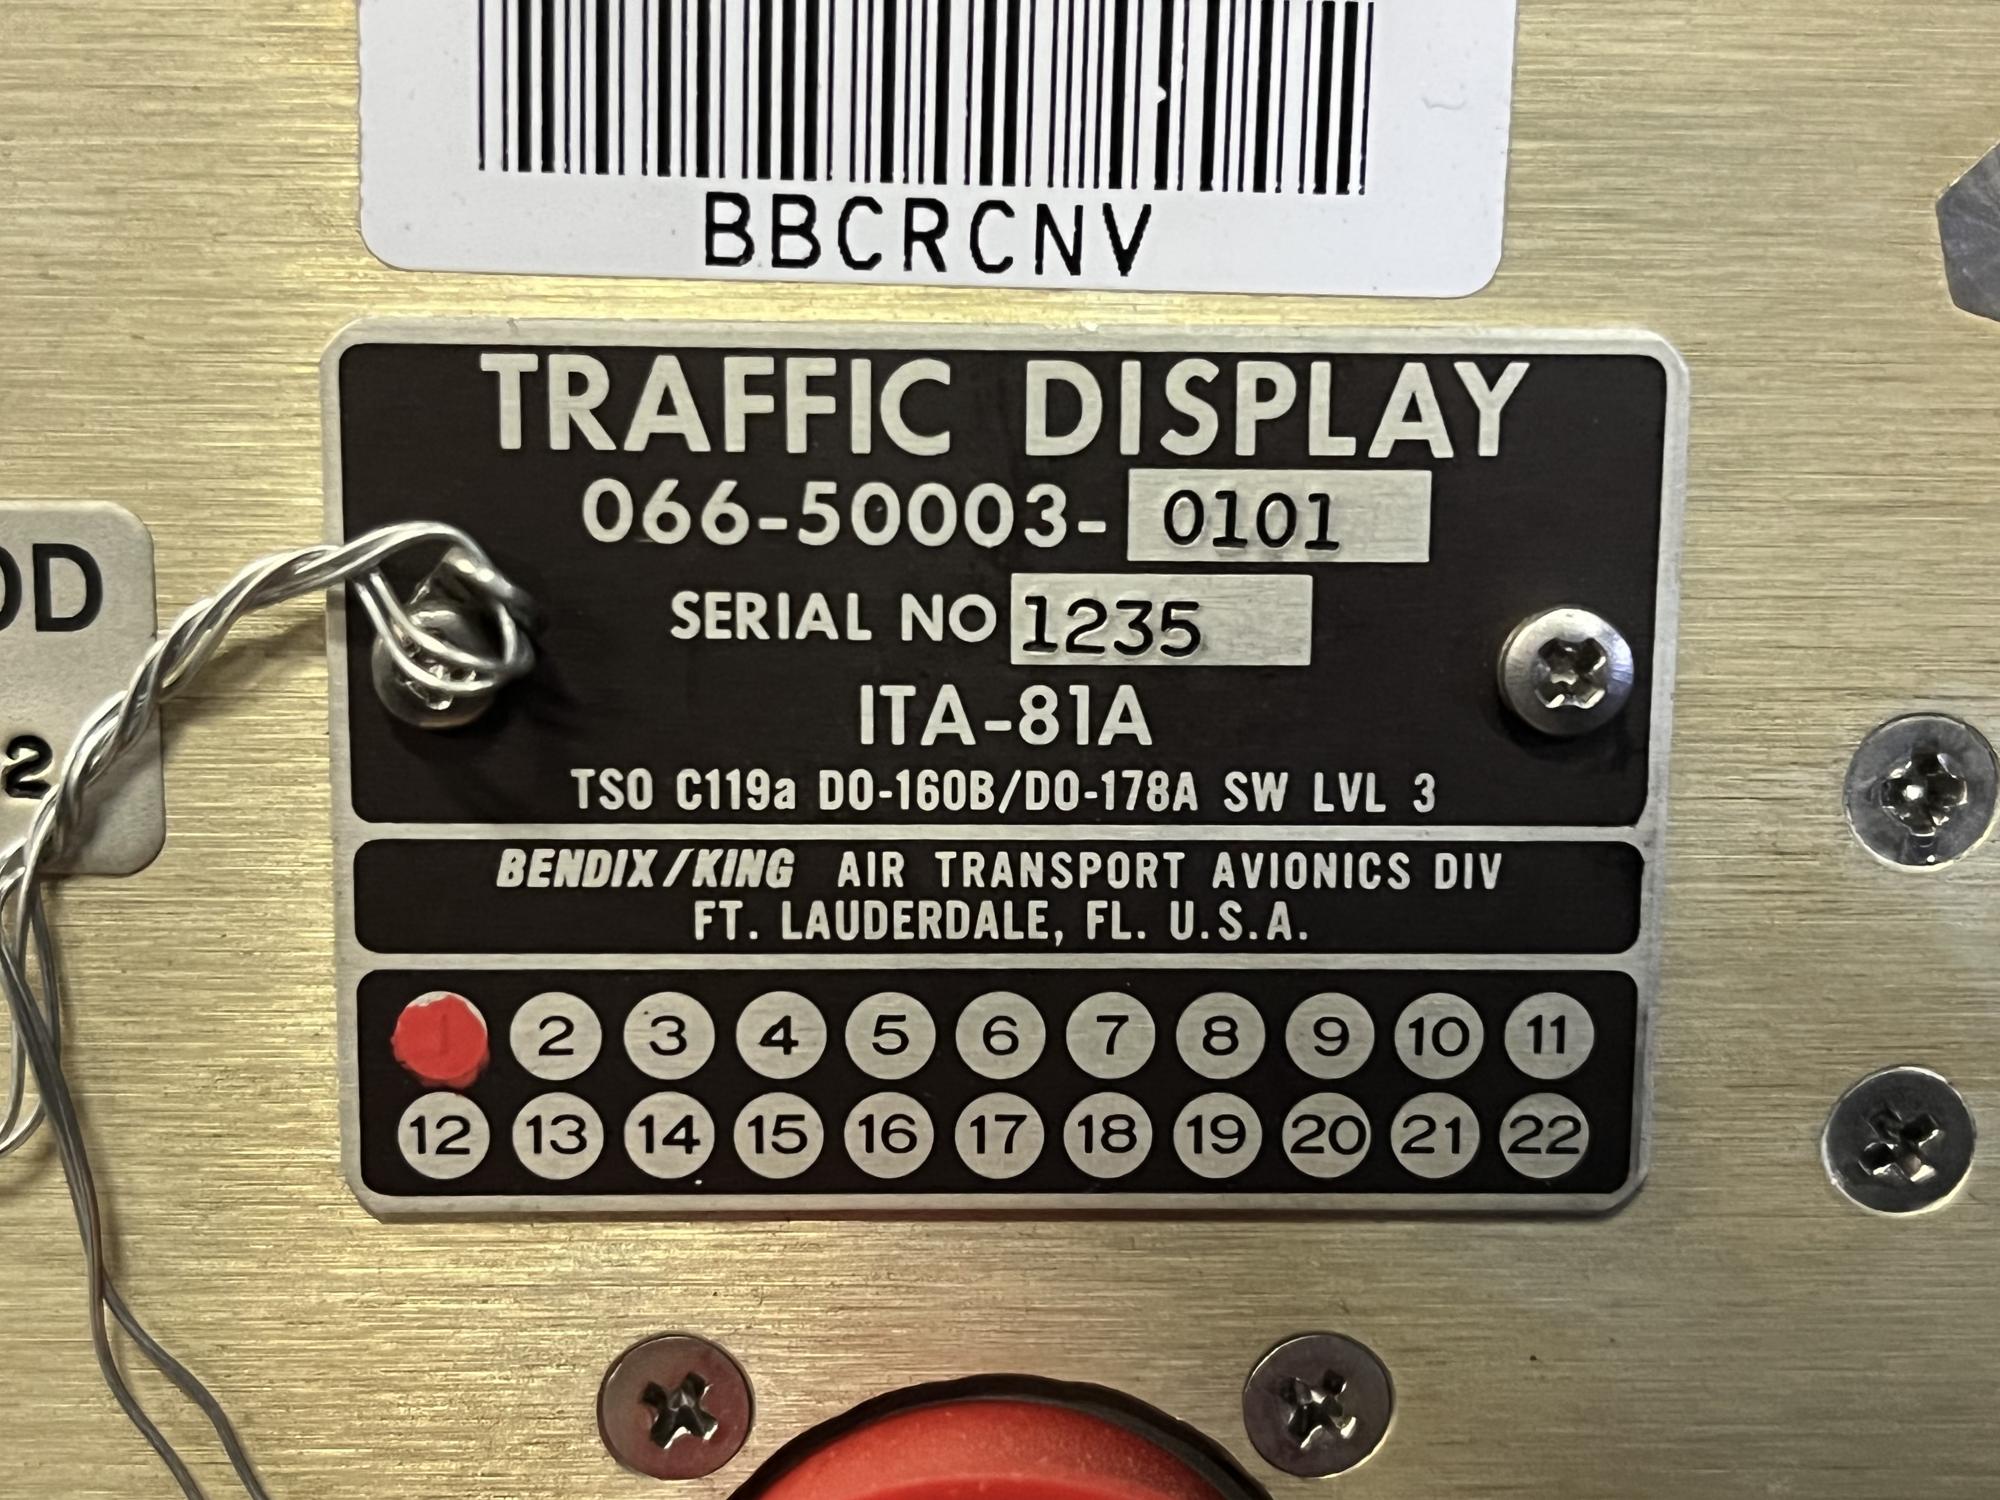 BBCRCNV
TRAFFIC DISPLAY
066-50003- 0101
SERIAL NO 1235
ITA-81A
TSO C119a DO-160B/DO-178A SW LVL 3
BENDIX/KING AIR TRANSPORT AVIONICS DIV
FT. LAUDERDALE, FL. U.S.A.
1 2 3 4 5 6 7 8 9 10 11
12 13 14 15 16 17 18 19 20 21 22
2